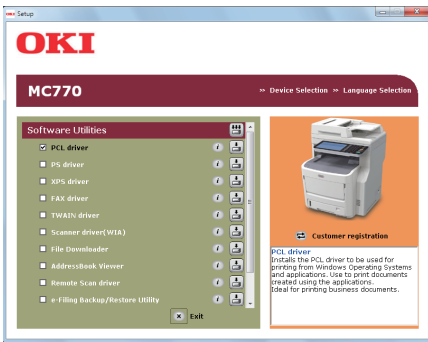 OKI Setup
OKI
MC770
>> Device Selection >> Language Selection
Software Utilities
PCL driver
PS driver
XPS driver
FAX driver
TWAIN driver
Scanner driver(WIA)
File Downloader
AddressBook Viewer
Remote Scan driver
e-Filing Backup/Restore Utility
Exit
Customer registration
PCL driver
Installs the PCL driver to be used for
printing from Windows Operating Systems
and applications. Use to print documents
created using the applications.
Ideal for printing business documents.